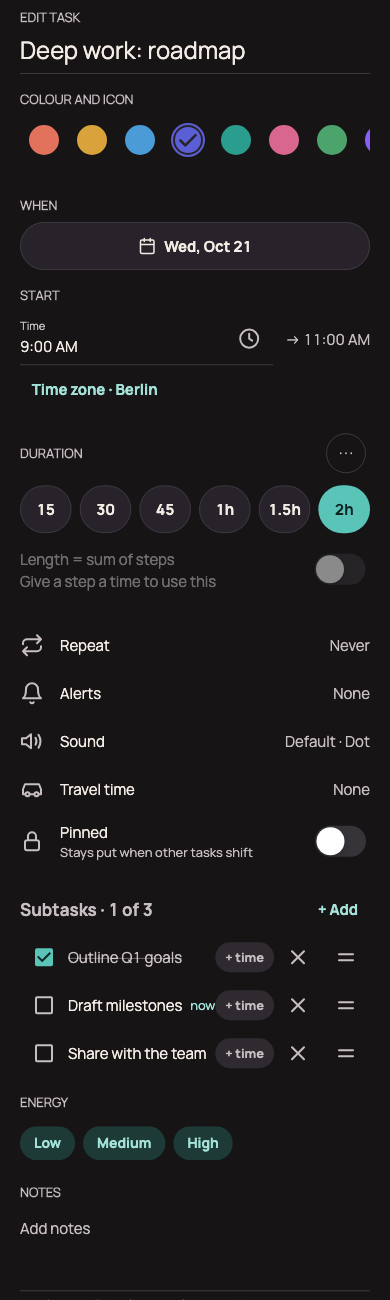 EDIT TASK
Deep work: roadmap
COLOUR AND ICON
WHEN
Wed, Oct 21
START
Time
9:00 AM
→ 11:00 AM
Time zone · Berlin
DURATION
···
15 30 45 1h 1.5h 2h
Length = sum of steps
Give a step a time to use this
Repeat Never
Alerts None
Sound Default · Dot
Travel time None
Pinned
Stays put when other tasks shift
Subtasks · 1 of 3 + Add
Outline Q1 goals + time
Draft milestones now + time
Share with the team + time
ENERGY
Low Medium High
NOTES
Add notes